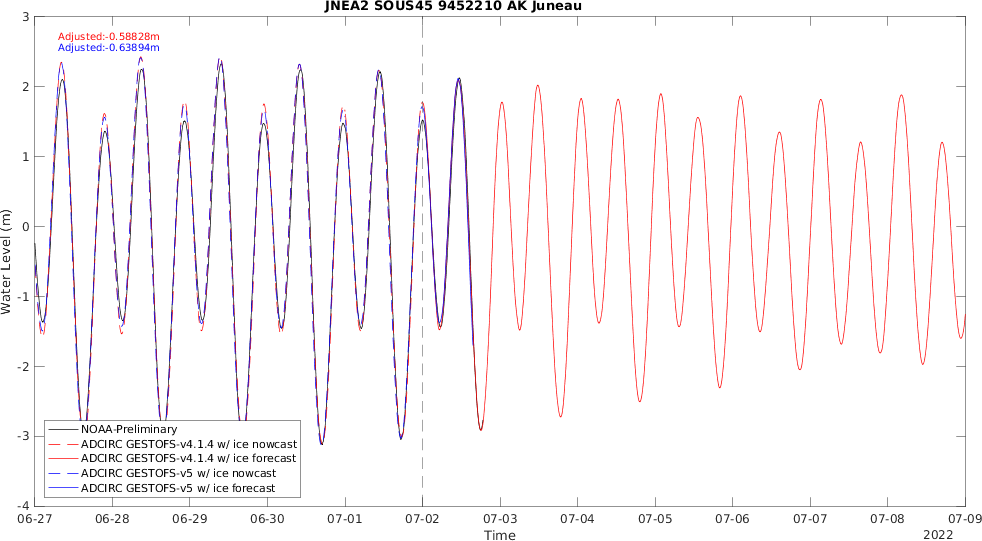 JNEA2 SOUS45 9452210 AK Juneau
Adjusted:-0.58828m
Adjusted:-0.63894m
3
2
1
0
-1
-2
-3
-4
Water Level (m)
NOAA-Preliminary
ADCIRC GESTOFS-v4.1.4 w/ ice nowcast
ADCIRC GESTOFS-v4.1.4 w/ ice forecast
ADCIRC GESTOFS-v5 w/ ice nowcast
ADCIRC GESTOFS-v5 w/ ice forecast
06-27 06-28 06-29 06-30 07-01 07-02 07-03 07-04 07-05 07-06 07-07 07-08 07-09
Time
2022